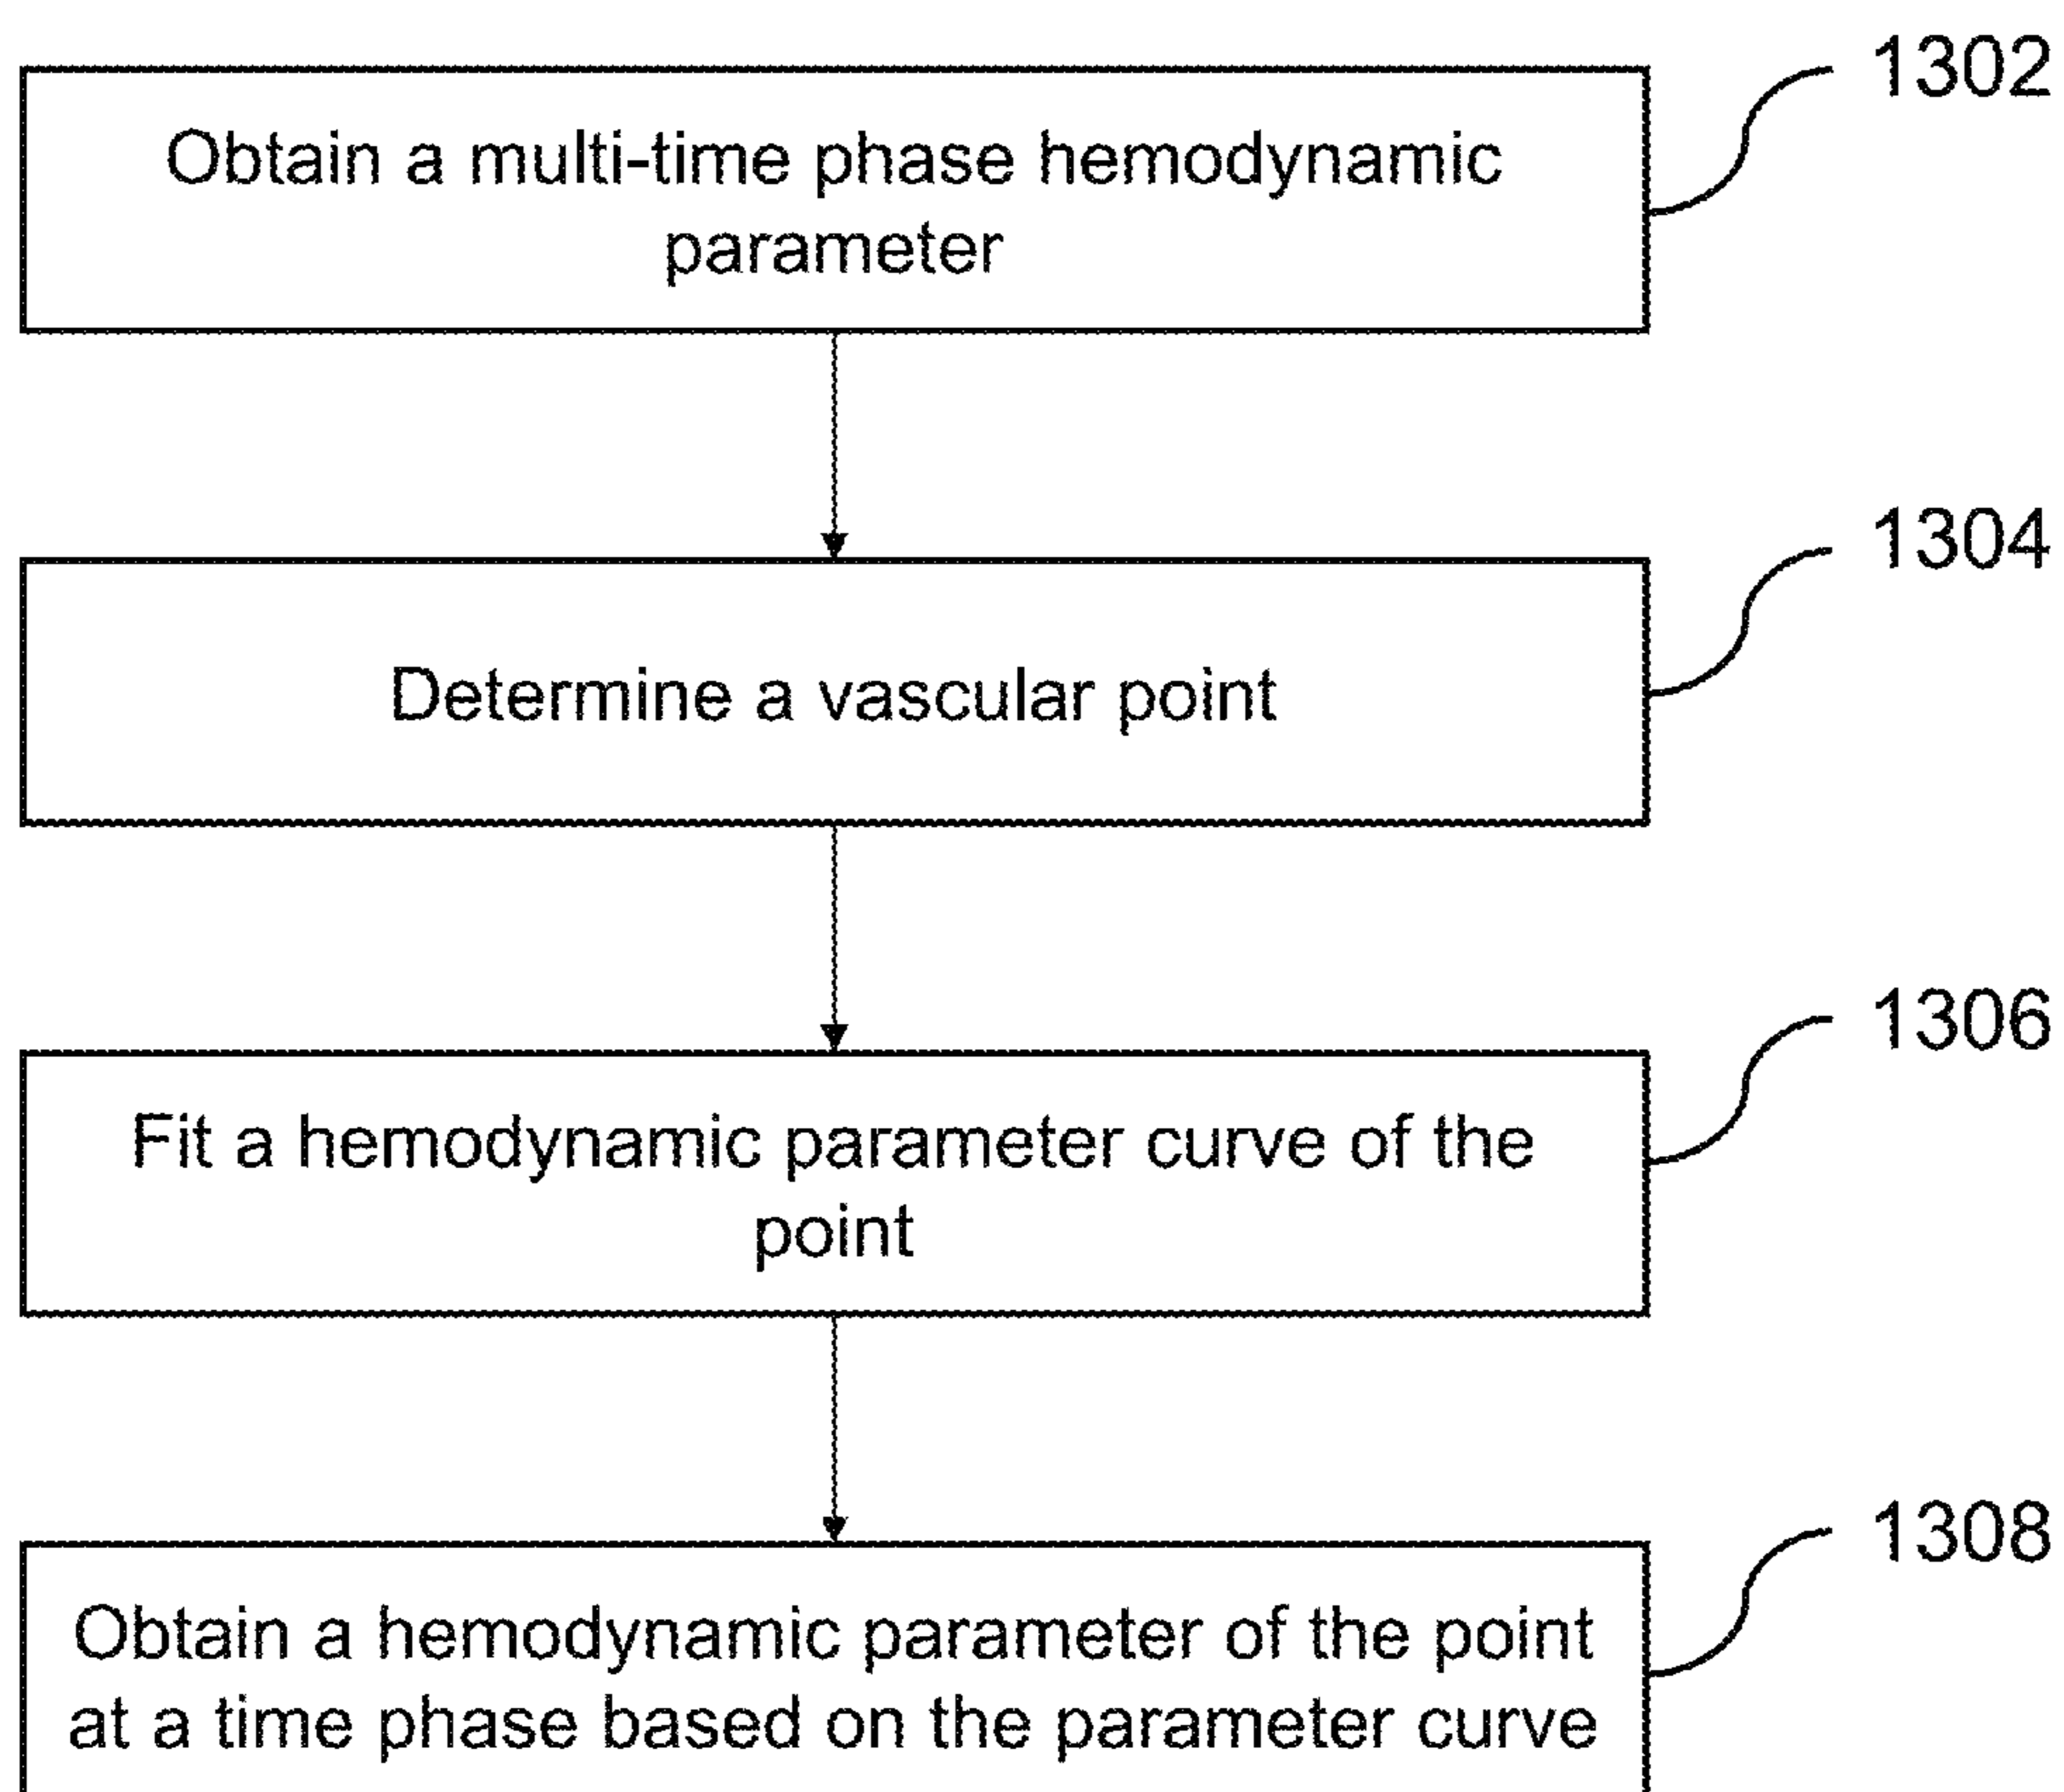 1302
Obtain a multi-time phase hemodynamic
parameter
1304
Determine a vascular point
1306
Fit a hemodynamic parameter curve of the
point
1308
Obtain a hemodynamic parameter of the point
at a time phase based on the parameter curve